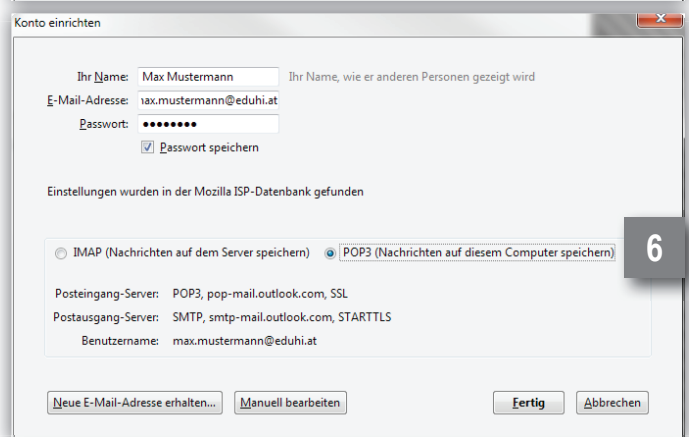 Konto einrichten
Ihr Name: Max Mustermann Ihr Name, wie er anderen Personen gezeigt wird
E-Mail-Adresse: ıax.mustermann@eduhi.at
Passwort: ●●●●●●●●
Passwort speichern
Einstellungen wurden in der Mozilla ISP-Datenbank gefunden
IMAP (Nachrichten auf dem Server speichern) POP3 (Nachrichten auf diesem Computer speichern)
6
Posteingang-Server: POP3, pop-mail.outlook.com, SSL
Postausgang-Server: SMTP, smtp-mail.outlook.com, STARTTLS
Benutzername: max.mustermann@eduhi.at
Neue E-Mail-Adresse erhalten... Manuell bearbeiten Fertig Abbrechen